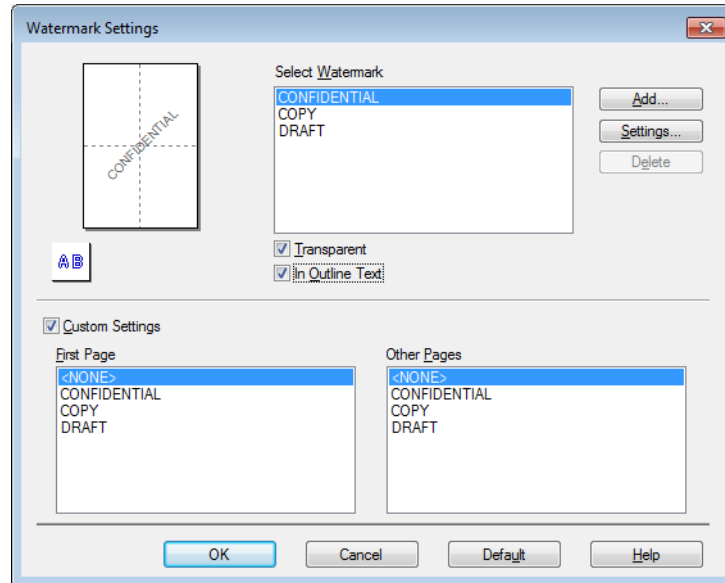 Watermark Settings
Select Watermark
CONFIDENTIAL
COPY
DRAFT
Add...
Settings...
Delete
CONFIDENTIAL
AB
Transparent
In Outline Text
Custom Settings
First Page
<NONE>
CONFIDENTIAL
COPY
DRAFT
Other Pages
<NONE>
CONFIDENTIAL
COPY
DRAFT
OK
Cancel
Default
Help